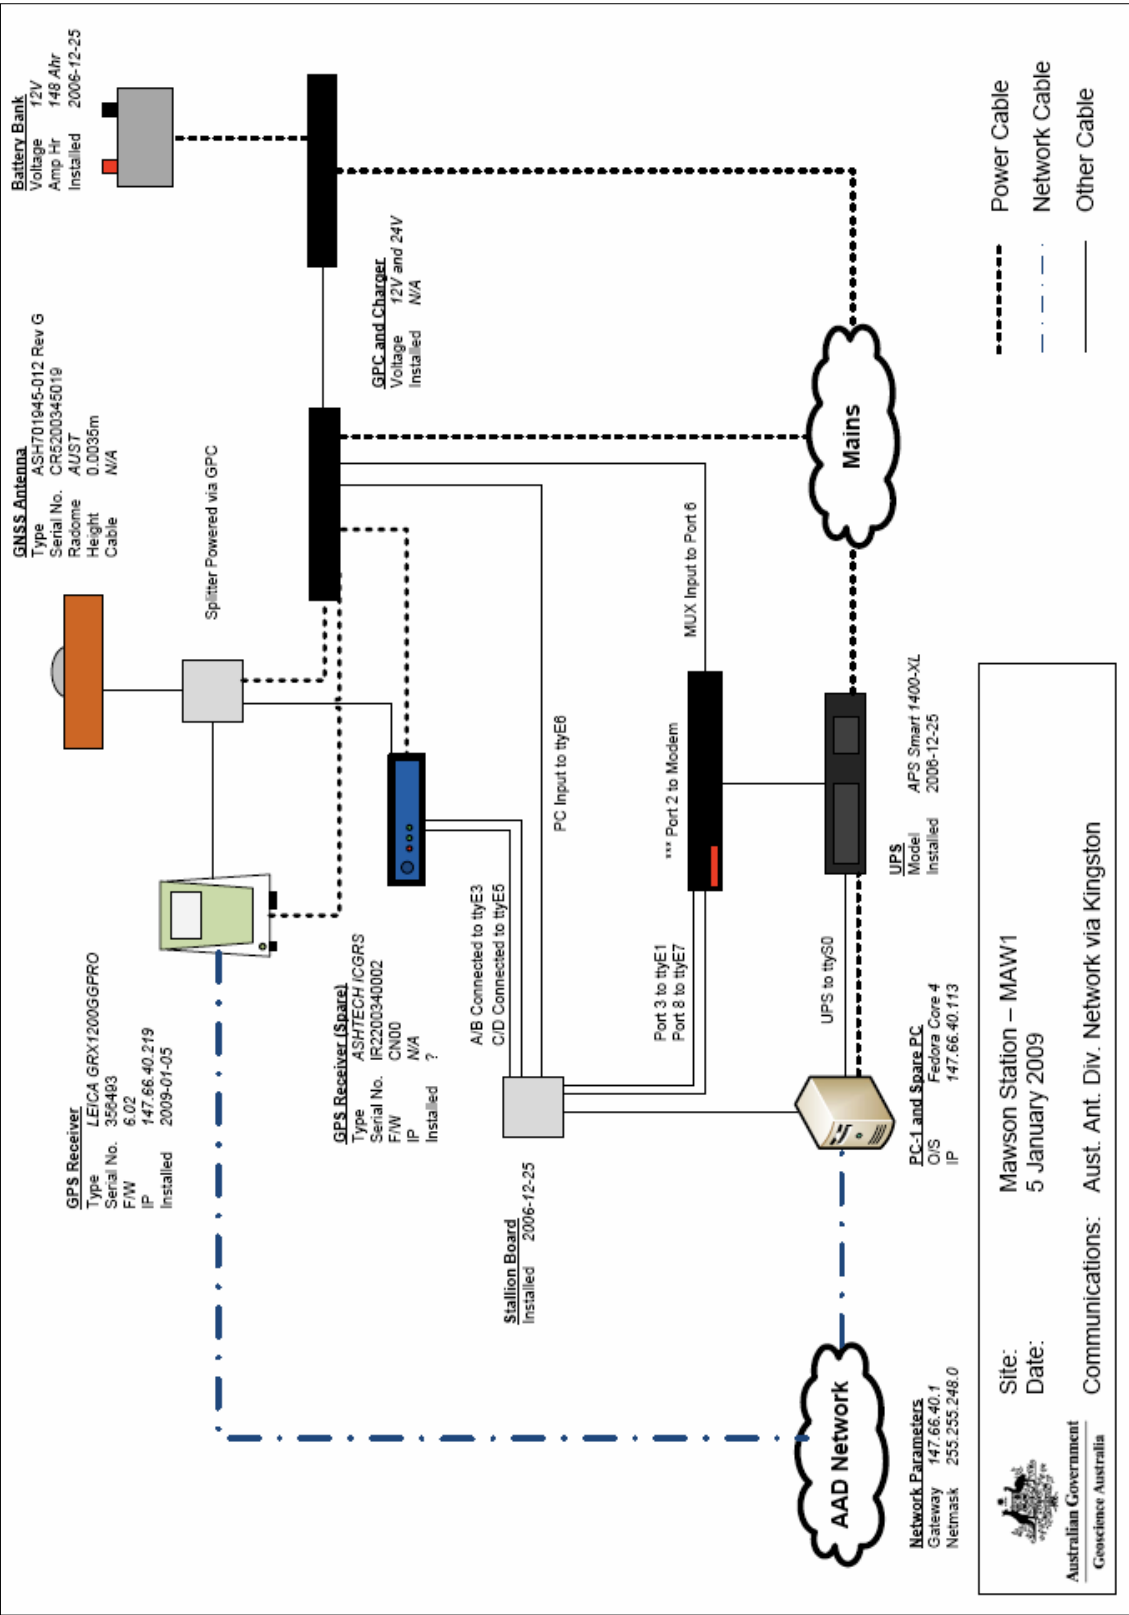 GPS Receiver
Type LEICA GRX1200GGPRO
Serial No. 356493
F/W 6.02
IP 147.66.40.219
Installed 2009-01-05
GNSS Antenna
Type ASH701945-012 Rev G
Serial No. CR5200345019
Radome AUST
Height 0.0035m
Cable N/A
Battery Bank
Voltage 12V
Amp Hr 148 Ahr
Installed 2006-12-25
Splitter Powered via GPC
GPS Receiver (Spare)
Type ASHTECH ICGRS
Serial No. IR2200340002
F/W CN00
IP N/A
Installed ?
GPC and Charger
Voltage 12V and 24V
Installed N/A
A/B Connected to ttyE3
C/D Connected to ttyE5
Stallion Board
Installed 2006-12-25
PC Input to ttyE6
Port 3 to ttyE1
Port 8 to ttyE7
*** Port 2 to Modem
MUX Input to Port 6
UPS to ttyS0
AAD Network
Mains
Network Parameters
Gateway 147.66.40.1
Netmask 255.255.248.0
PC-1 and Spare PC
O/S Fedora Core 4
IP 147.66.40.113
UPS
Model APS Smart 1400-XL
Installed 2006-12-25
Australian Government
Geoscience Australia
Site: Mawson Station – MAW1
Date: 5 January 2009
Communications: Aust. Ant. Div. Network via Kingston
Power Cable
Network Cable
Other Cable